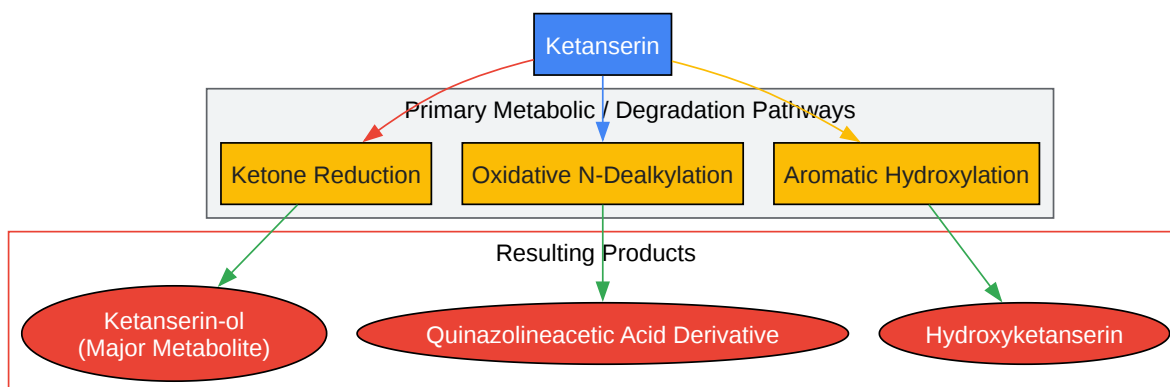 Ketanserin
Primary Metabolic / Degradation Pathways
Ketone Reduction
Oxidative N-Dealkylation
Aromatic Hydroxylation
Resulting Products
Ketanserin-ol
(Major Metabolite)
Quinazolineacetic Acid Derivative
Hydroxyketanserin